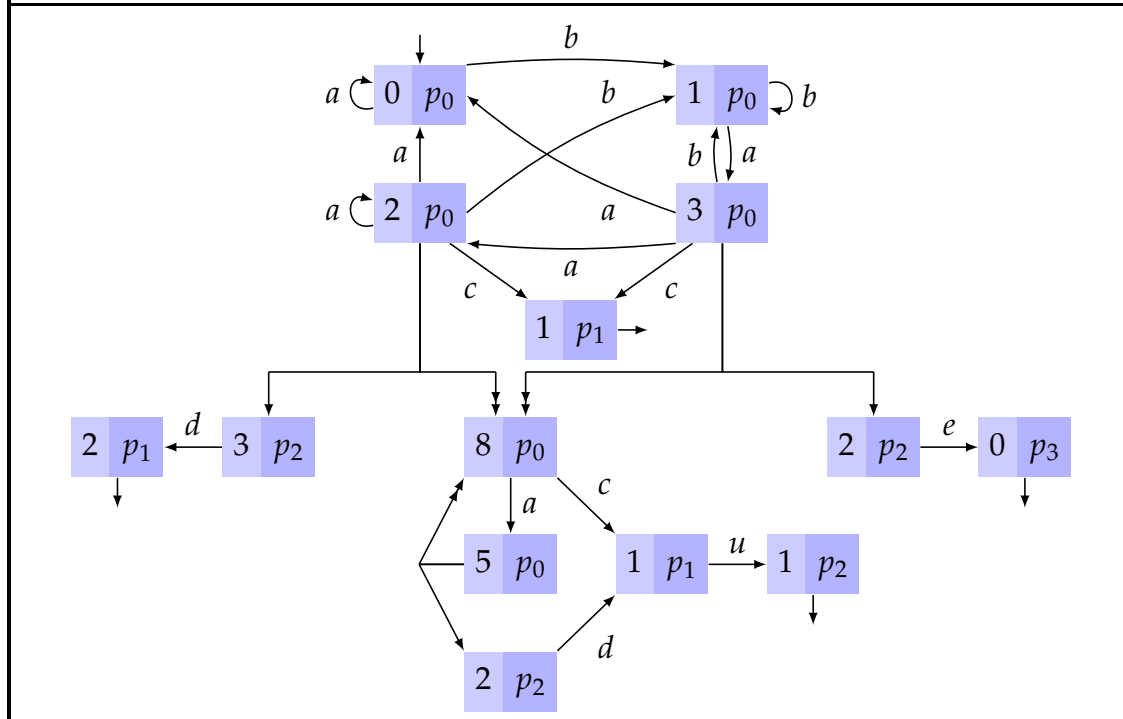 b
a 0 p₀ b 1 p₀ b
a b a
a 2 p₀ a 3 p₀
c a c
1 p₁
2 p₁ d 3 p₂ 8 p₀ 2 p₂ e 0 p₃
a c
5 p₀ 1 p₁ u 1 p₂
d
2 p₂